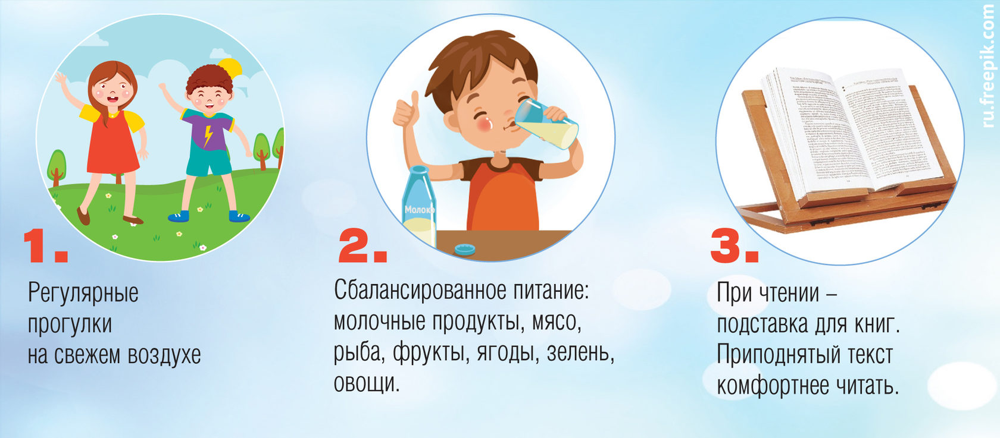 1.
Регулярные
прогулки
на свежем воздухе
Молоко
2.
Сбалансированное питание:
молочные продукты, мясо,
рыба, фрукты, ягоды, зелень,
овощи.
3.
При чтении –
подставка для книг.
Приподнятый текст
комфортнее читать.
ru.freepik.com